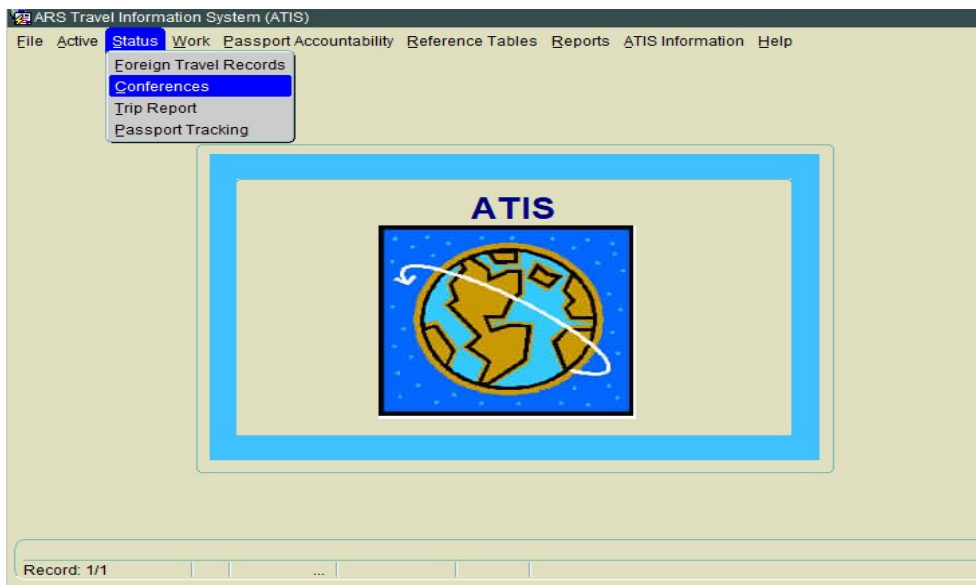 ARS Travel Information System (ATIS)
File Active Status Work Passport Accountability Reference Tables Reports ATIS Information Help
Foreign Travel Records
Conferences
Trip Report
Passport Tracking
ATIS
Record: 1/1 ...